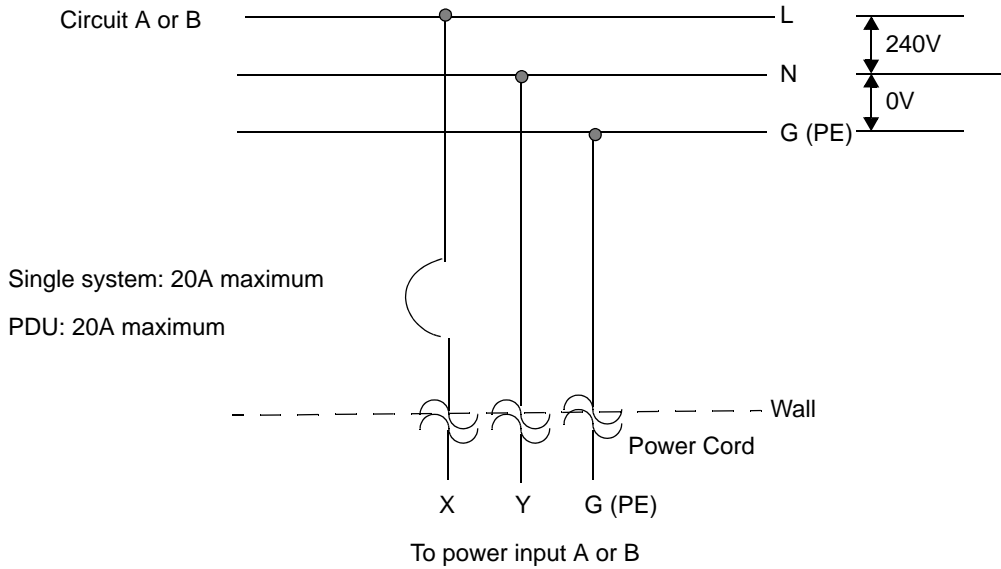 Circuit A or B
L
240V
N
0V
G (PE)
Single system: 20A maximum
PDU: 20A maximum
Wall
Power Cord
X Y G (PE)
To power input A or B